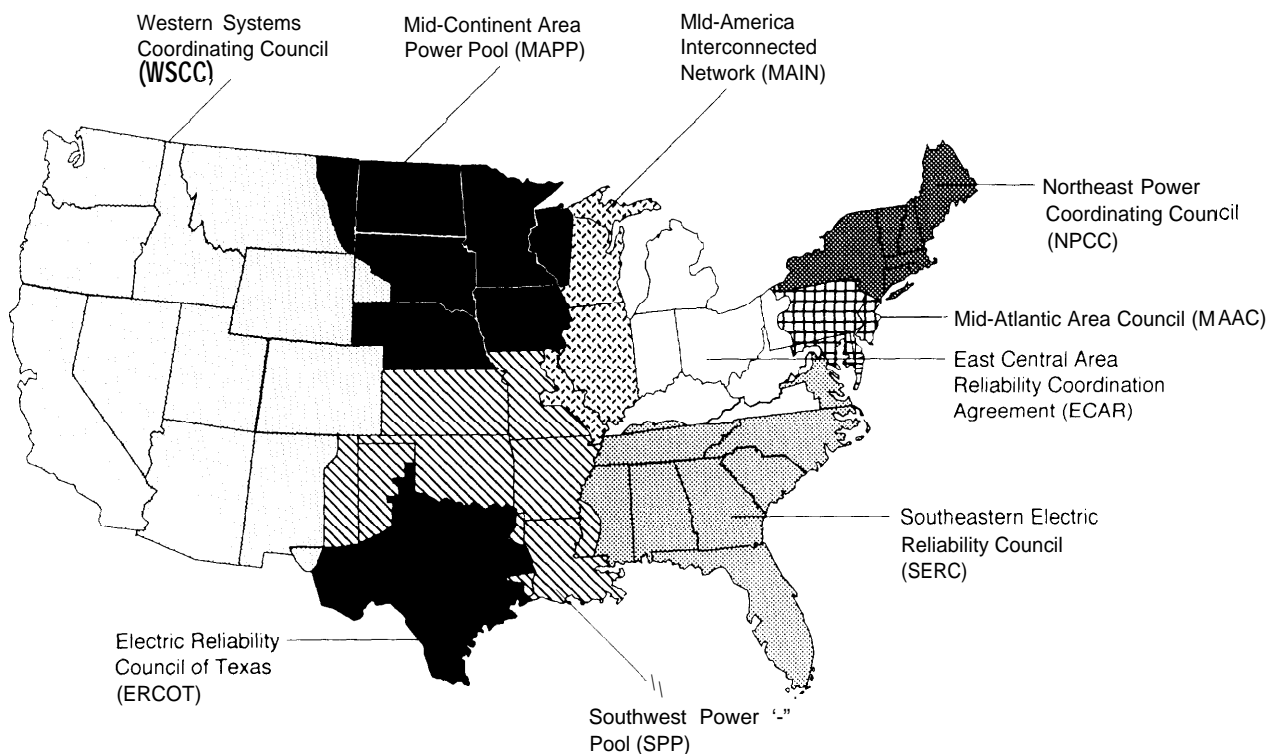 Western Systems
Coordinating Council
(WSCC)
Mid-Continent Area
Power Pool (MAPP)
MId-America
Interconnected
Network (MAIN)
Northeast Power
Coordinating Council
(NPCC)
Mid-Atlantic Area Council (MAAC)
East Central Area
Reliability Coordination
Agreement (ECAR)
Southeastern Electric
Reliability Council
(SERC)
Electric Reliability
Council of Texas
(ERCOT)
Southwest Power '-"
Pool (SPP)